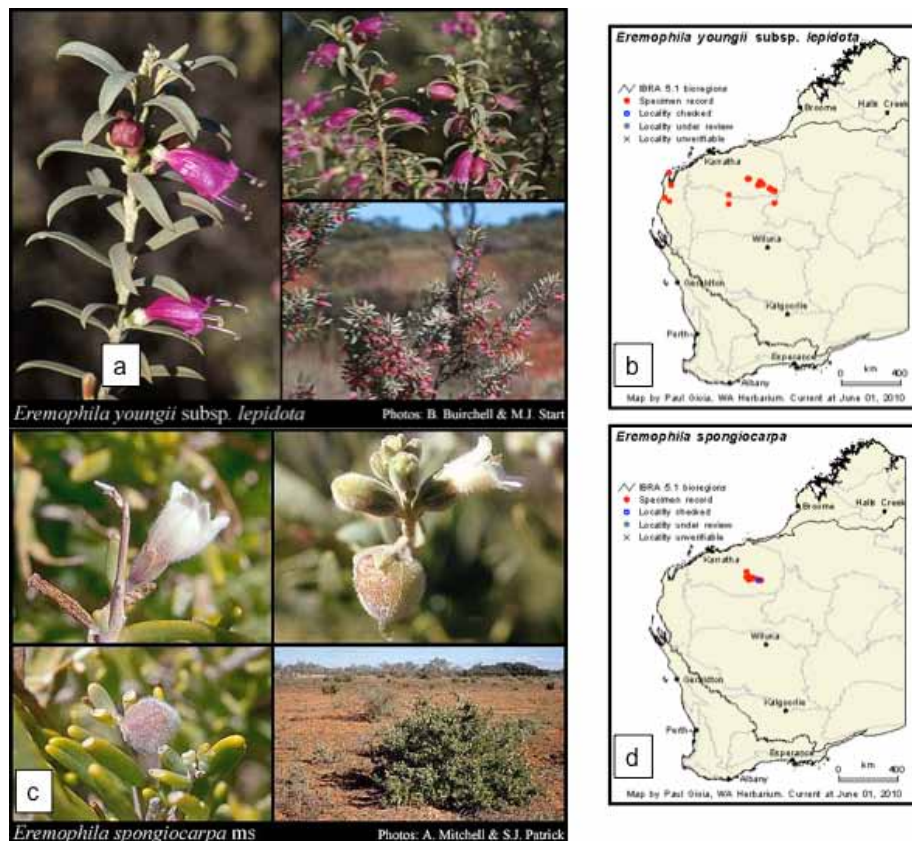 a
Eremophila youngii subsp. lepidota
Photos: B. Buirchell & M.J. Start
Eremophila youngii subsp. lepidota
IBRA 5.1 bioregions
Specimen record
Locality checked
Locality under review
Locality unverifiable
Broome
Halls Creek
Karratha
Wiluna
Geraldton
Kalgoorlie
Perth
Esperance
Albany
km
0 400
b
Map by Paul Gioia, WA Herbarium. Current at June 01, 2010
c
Eremophila spongiocarpa ms
Photos: A. Mitchell & S.J. Patrick
Eremophila spongiocarpa
IBRA 5.1 bioregions
Specimen record
Locality checked
Locality under review
Locality unverifiable
Broome
Halls Creek
Karratha
Wiluna
Geraldton
Kalgoorlie
Perth
Esperance
Albany
km
0 400
d
Map by Paul Gioia, WA Herbarium. Current at June 01, 2010